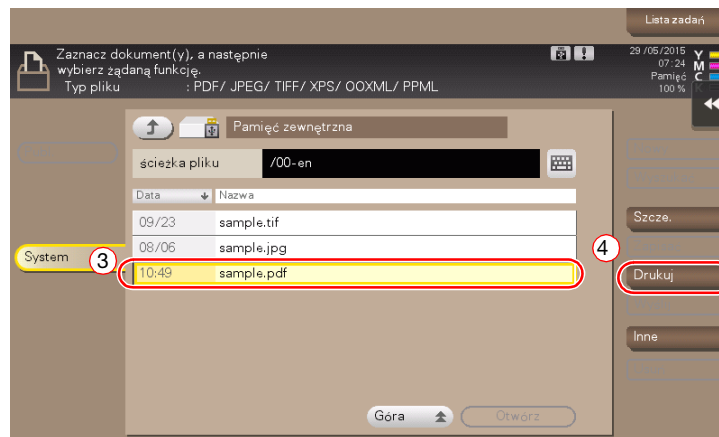 Lista zadań
Zaznacz dokument(y), a następnie
wybierz żądaną funkcję.
Typ pliku : PDF/ JPEG/ TIFF/ XPS/ OOXML/ PPML
29/05/2015
07:24
Pamięć
100 %
Y
M
C
K
Pamięć zewnętrzna
ścieżka pliku /00-en
Data Nazwa
09/23 sample.tif
08/06 sample.jpg
10:49 sample.pdf
System
3
4
Szcze.
Drukuj
Inne
Góra
Otwórz